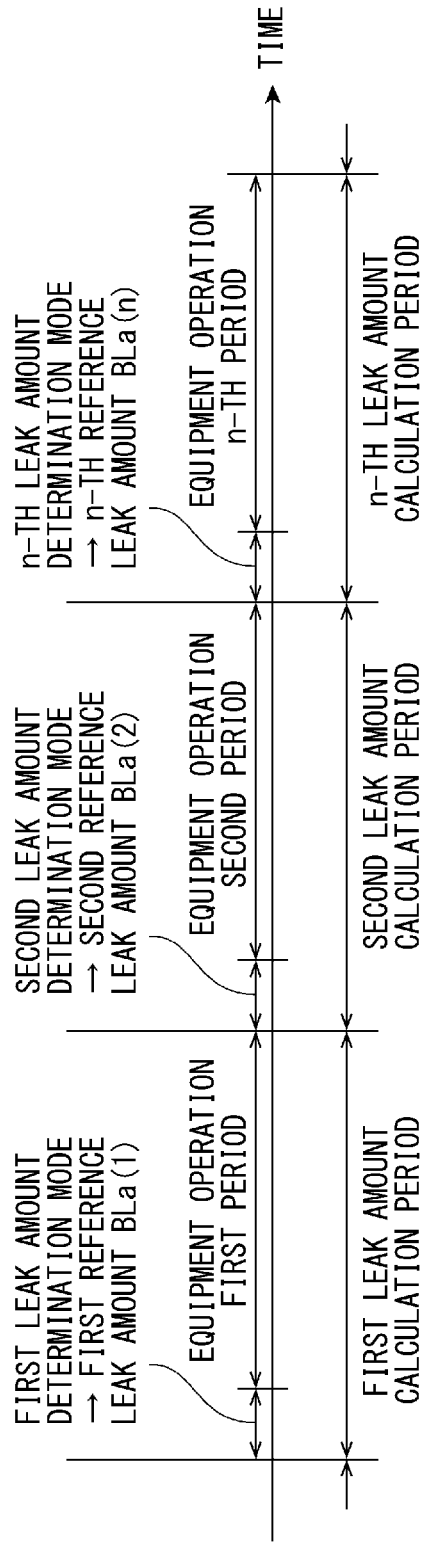 FIRST LEAK AMOUNT
DETERMINATION MODE
→ FIRST REFERENCE
LEAK AMOUNT BLa(1)
SECOND LEAK AMOUNT
DETERMINATION MODE
→ SECOND REFERENCE
LEAK AMOUNT BLa(2)
n-TH LEAK AMOUNT
DETERMINATION MODE
→ n-TH REFERENCE
LEAK AMOUNT BLa(n)
EQUIPMENT OPERATION
FIRST PERIOD
EQUIPMENT OPERATION
SECOND PERIOD
EQUIPMENT OPERATION
n-TH PERIOD
TIME
FIRST LEAK AMOUNT
CALCULATION PERIOD
SECOND LEAK AMOUNT
CALCULATION PERIOD
n-TH LEAK AMOUNT
CALCULATION PERIOD